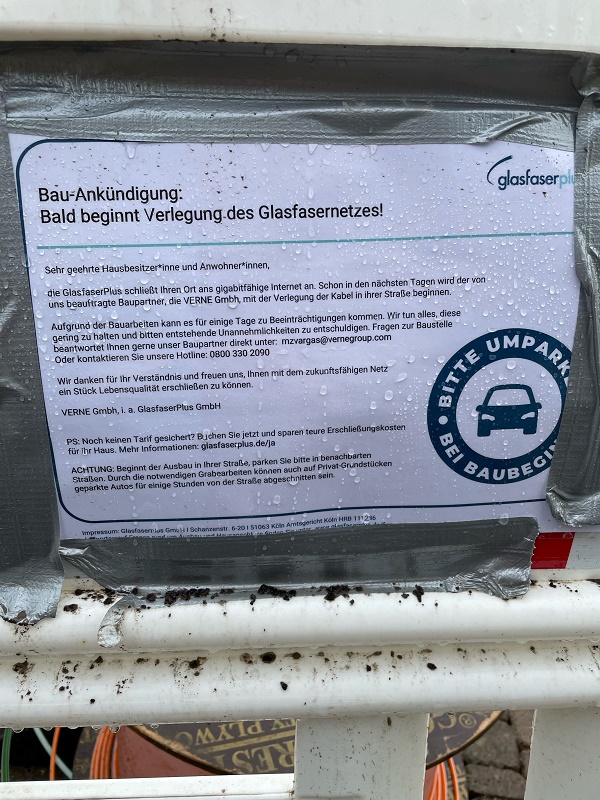 glasfaserplu
Bau-Ankündigung:
Bald beginnt Verlegung des Glasfasernetzes!
Sehr geehrte Hausbesitzer*inne und Anwohner*innen,
die GlasfaserPlus schließt Ihren Ort ans gigabitfähige Internet an. Schon in den nächsten Tagen wird der von
uns beauftragte Baupartner, die VERNE Gmbh, mit der Verlegung der Kabel in ihrer Straße beginnen.
Aufgrund der Bauarbeiten kann es für einige Tage zu Beeinträchtigungen kommen. Wir tun alles, diese
gering zu halten und bitten entstehende Unannehmlichkeiten zu entschuldigen. Fragen zur Baustelle
beantwortet Ihnen gerne unser Baupartner direkt unter: mzvargas@vernegroup.com
Oder kontaktieren Sie unsere Hotline: 0800 330 2090
Wir danken für Ihr Verständnis und freuen uns, Ihnen mit dem zukunftsfähigen Netz
ein Stück Lebensqualität erschließen zu können.
VERNE Gmbh, i. a. GlasfaserPlus GmbH
BITTE UMPARK
BEI BAUBEGIN
PS: Noch keinen Tarif gesichert? Buchen Sie jetzt und sparen teure Erschließungskosten
für Ihr Haus. Mehr Informationen: glasfaserplus.de/ja
ACHTUNG: Beginnt der Ausbau in Ihrer Straße, parken Sie bitte in benachbarten
Straßen. Durch die notwendigen Grabearbeiten können auch auf Privat-Grundstücken
geparkte Autos für einige Stunden von der Straße abgeschnitten sein.
Impressum: GlasfaserPlus GmbH I Schanzenstr. 6-20 I 51063 Köln Amtsgericht Köln HRB 111236
PLYWO